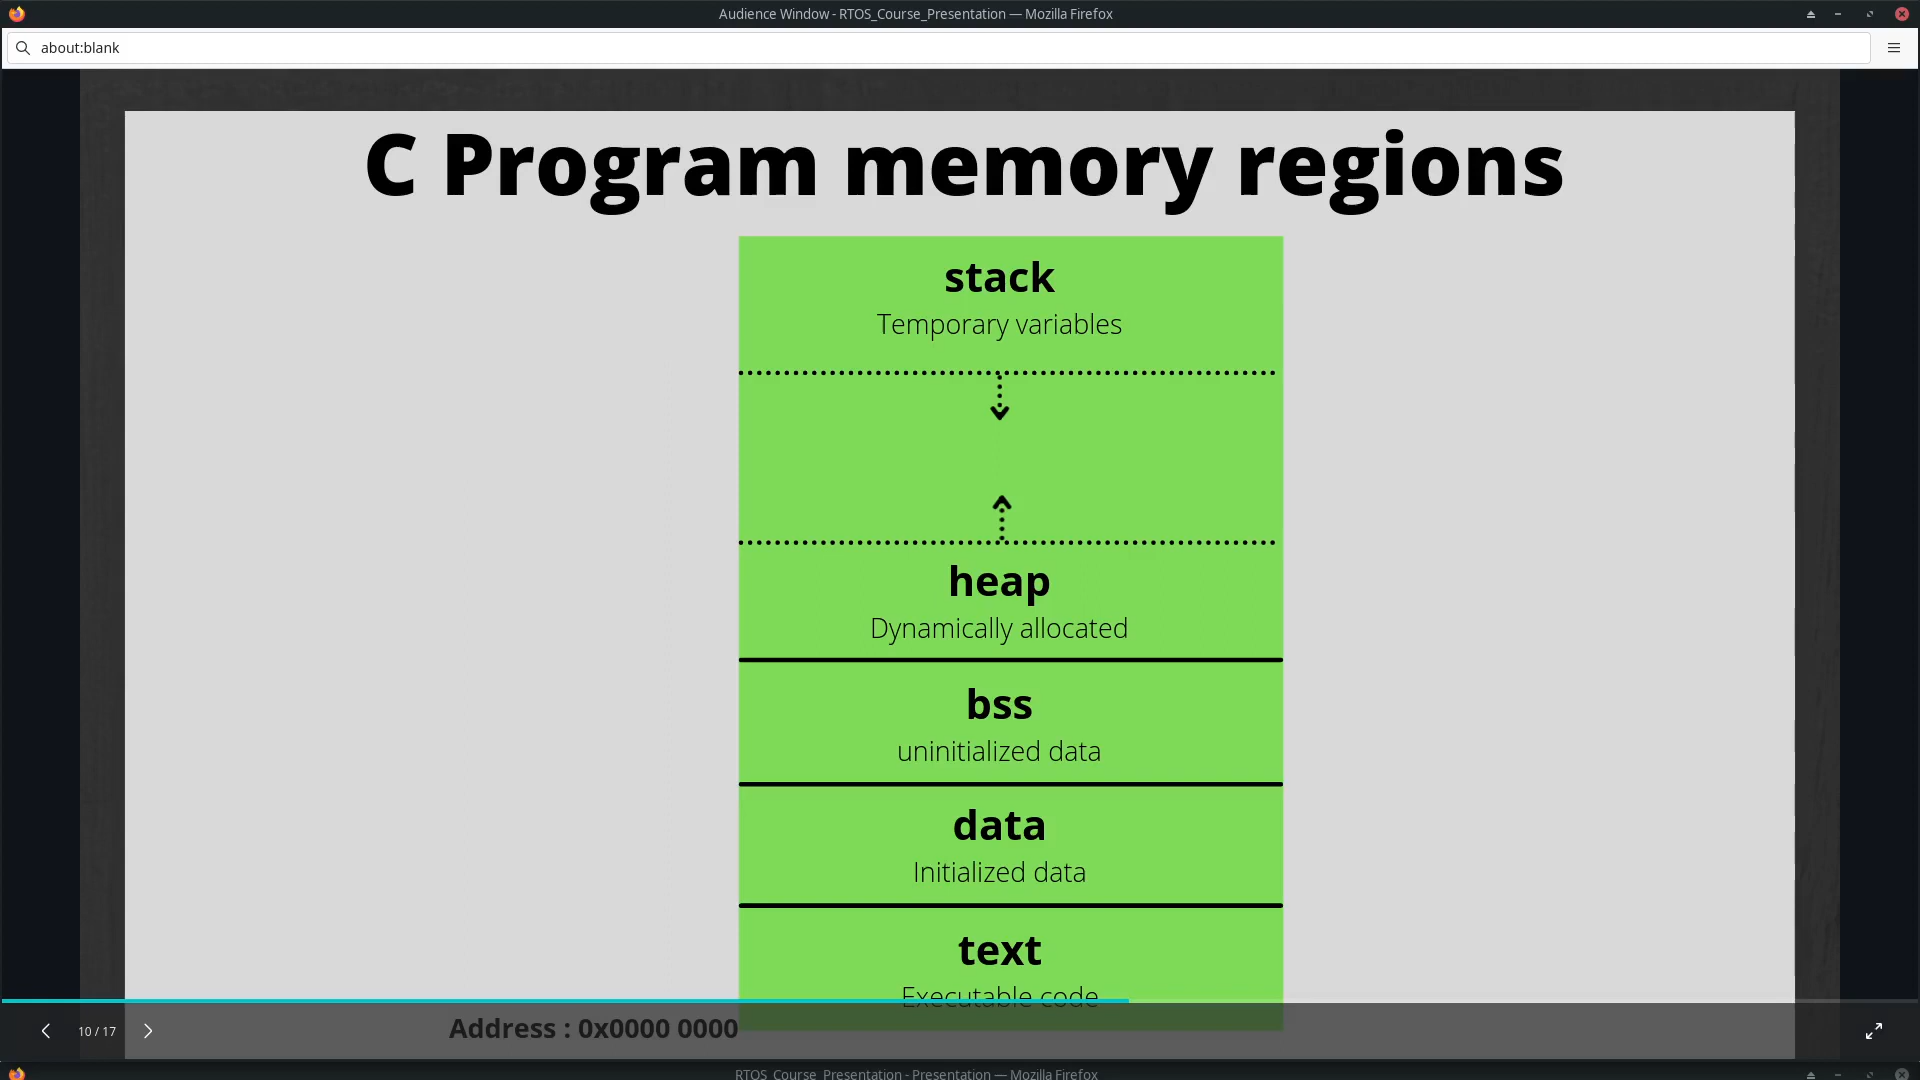 Audience Window - RTOS_Course_Presentation — Mozilla Firefox
about:blank
C Program memory regions
stack
Temporary variables
heap
Dynamically allocated
bss
uninitialized data
data
Initialized data
text
Executable code
Address : 0x0000 0000
10 / 17
RTOS_Course_Presentation - Presentation — Mozilla Firefox